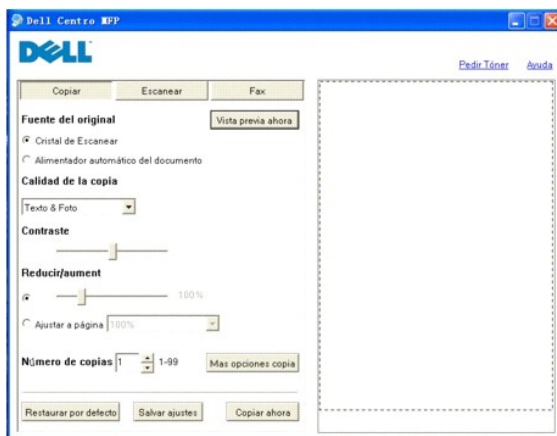 Dell Centro MFP
DELL
Pedir Tóner Ayuda
Copiar Escanear Fax
Fuente del original Vista previa ahora
Cristal de Escanear
Alimentador automático del documento
Calidad de la copia
Texto & Foto
Contraste
Reducir/aument
100%
Ajustar a página 100%
Número de copias 1 1-99 Mas opciones copia
Restaurar por defecto Salvar ajustes Copiar ahora